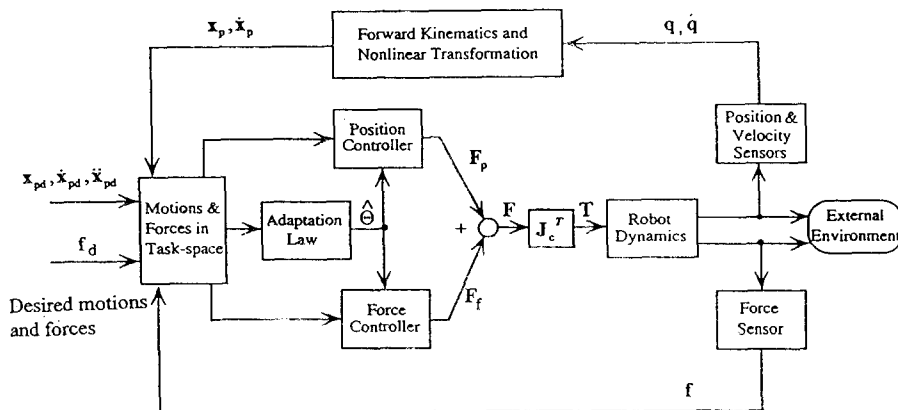 x_p, ẋ_p
Forward Kinematics and
Nonlinear Transformation
q, q̇
Position
Controller
Position &
Velocity
Sensors
F_p
x_pd, ẋ_pd, ẍ_pd
Motions &
Forces in
Task-space
Adaptation
Law
Θ̂
+
F
J_c^T
T
Robot
Dynamics
External
Environment
f_d
Desired motions
and forces
Force
Controller
F_f
Force
Sensor
f